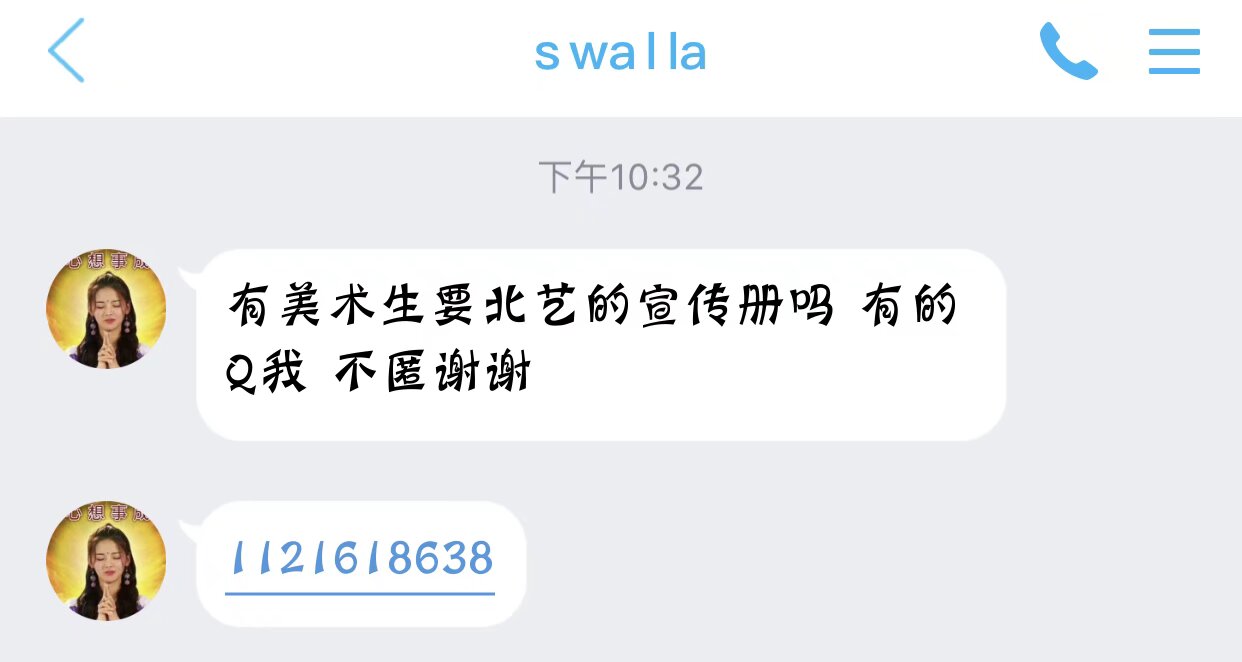 swalla
下午10:32
心想事成
有美术生要北艺的宣传册吗 有的
Q我 不匿谢谢
心想事成
1121618638